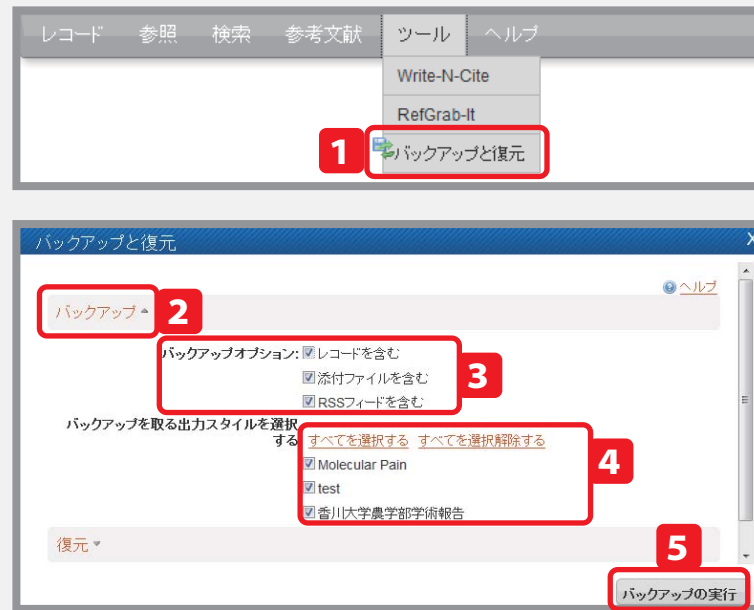 レコード 参照 検索 参考文献 ツール ヘルプ
Write-N-Cite
RefGrab-It
1 バックアップと復元
バックアップと復元 X
ヘルプ
バックアップ 2
バックアップオプション: レコードを含む
添付ファイルを含む 3
RSSフィードを含む
バックアップを取る出力スタイルを選択
する すべてを選択する すべてを選択解除する
Molecular Pain 4
test
香川大学農学部学術報告
復元 5
バックアップの実行